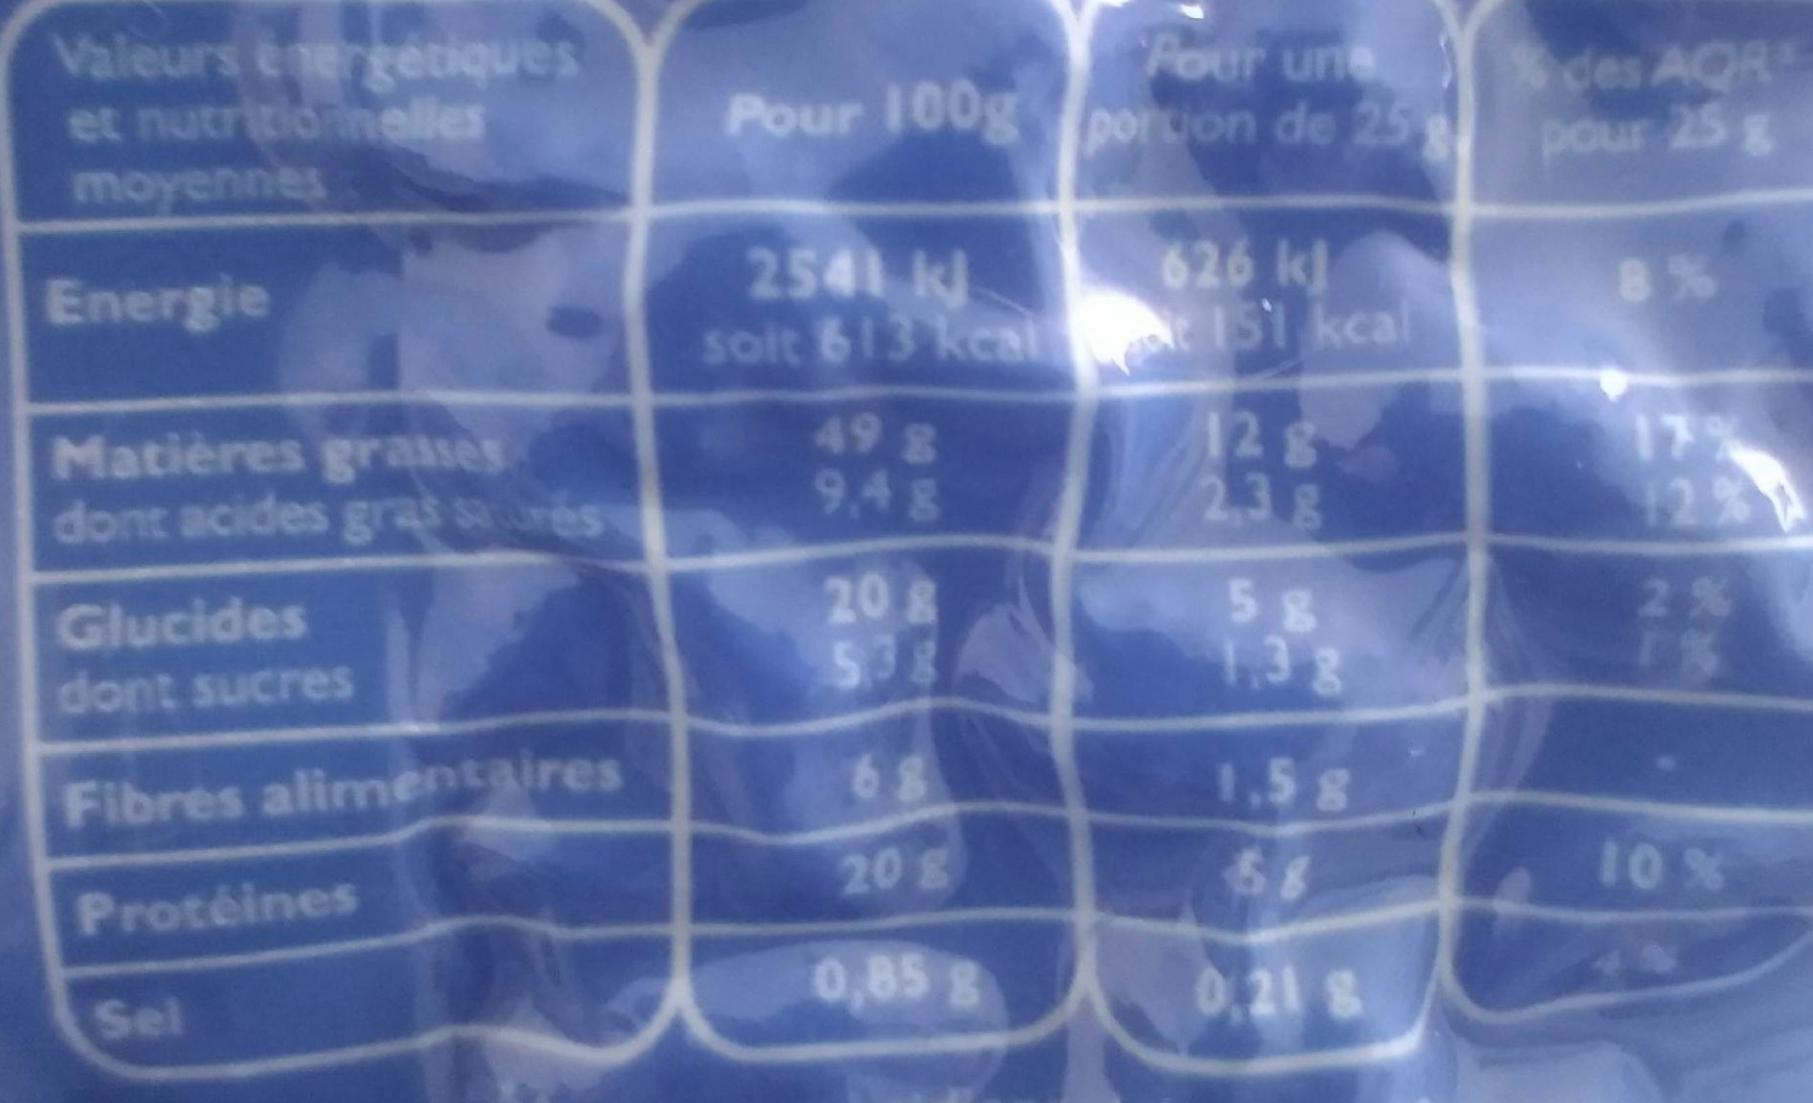 Valeurs énergétiques
et nutritionnelles
moyennes
Pour 100g
Pour une
portion de 25 g
% des AQR*
pour 25 g
Energie
2541 kJ
soit 613 kcal
626 kJ
soit 151 kcal
8 %
Matières grasses
dont acides gras saturés
49 g
9,4 g
12 g
2,3 g
17 %
12 %
Glucides
dont sucres
20 g
5,3 g
5 g
1,3 g
2 %
1 %
Fibres alimentaires
6 g
1,5 g
-
Protéines
20 g
g
10 %
Sel
0,85 g
0,21 g
4 %